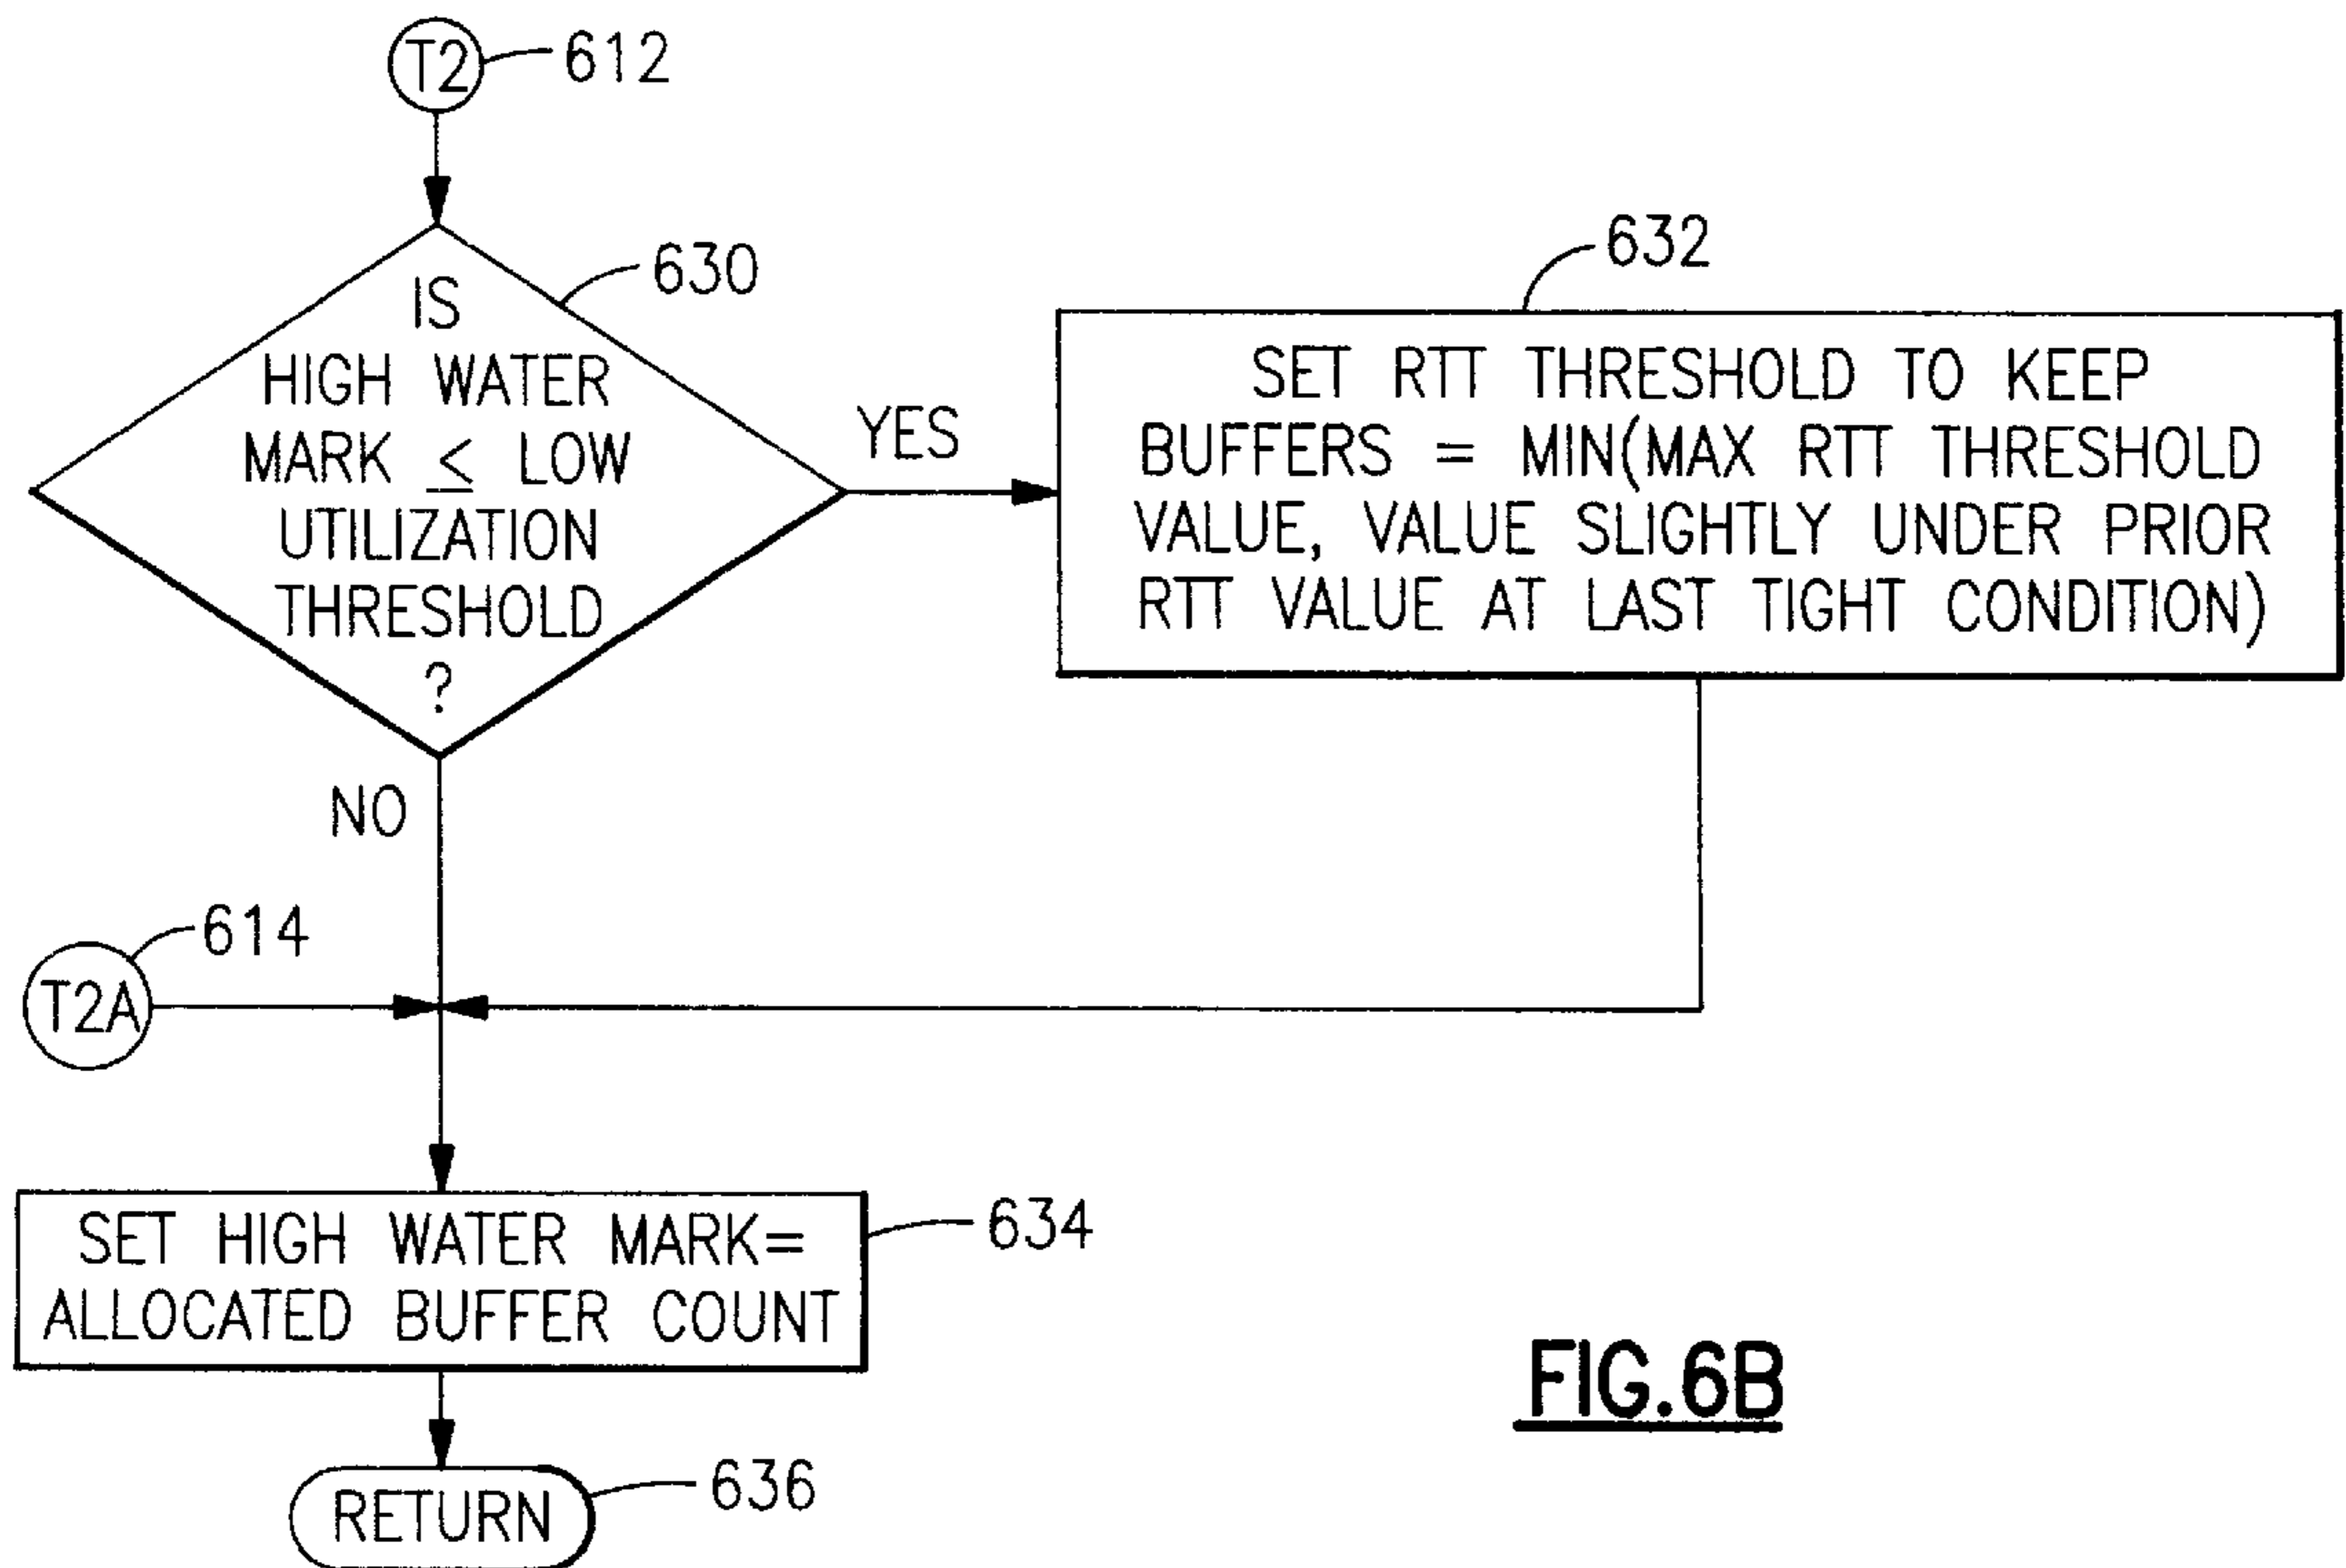 T2
612
IS
HIGH WATER
MARK ≤ LOW
UTILIZATION
THRESHOLD
?
630
YES
632
SET RTT THRESHOLD TO KEEP
BUFFERS = MIN(MAX RTT THRESHOLD
VALUE, VALUE SLIGHTLY UNDER PRIOR
RTT VALUE AT LAST TIGHT CONDITION)
NO
614
T2A
SET HIGH WATER MARK=
ALLOCATED BUFFER COUNT
634
RETURN
636
FIG.6B